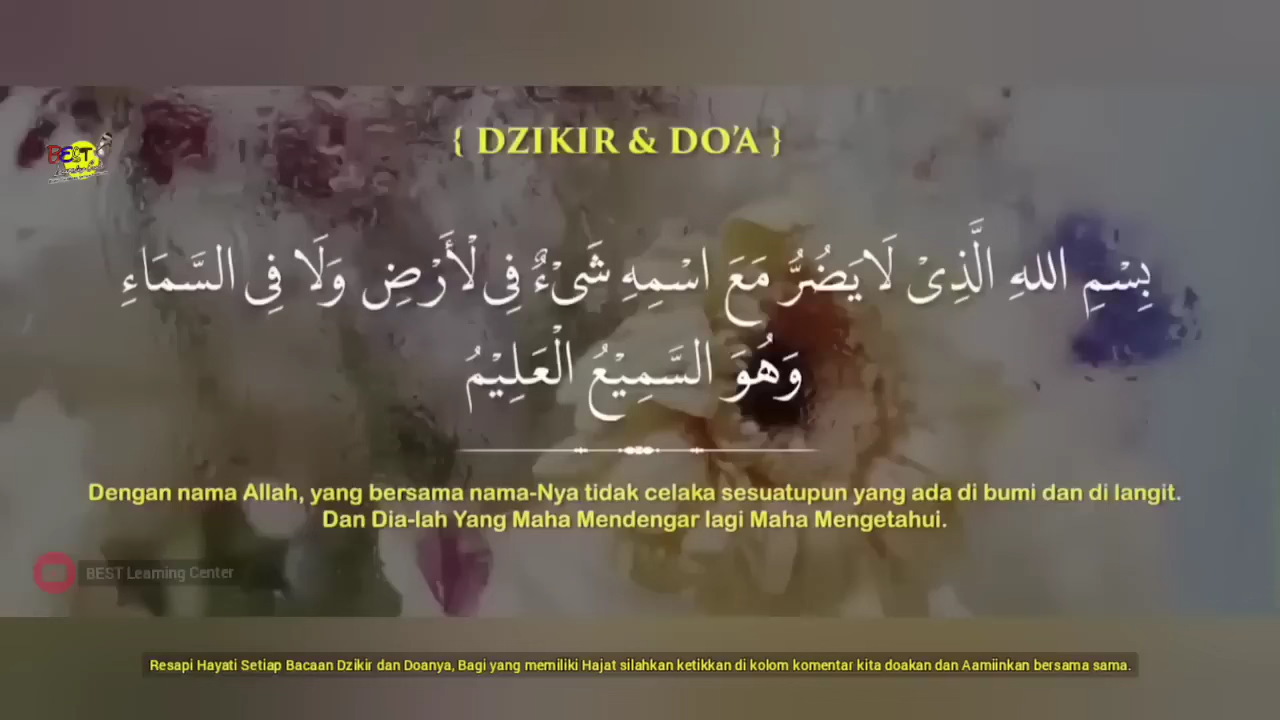 BEST
{ DZIKIR & DO'A }
بِسْمِ اللهِ الَّذِىْ لَا يَضُرُّ مَعَ اسْمِهِ شَىْءٌ فِى لْأَرْضِ وَلَا فِى السَّمَاءِ
وَهُوَ السَّمِيْعُ الْعَلِيْمُ
Dengan nama Allah, yang bersama nama-Nya tidak celaka sesuatupun yang ada di bumi dan di langit.
Dan Dia-lah Yang Maha Mendengar lagi Maha Mengetahui.
BEST Learning Center
Resapi Hayati Setiap Bacaan Dzikir dan Doanya, Bagi yang memiliki Hajat silahkan ketikkan di kolom komentar kita doakan dan Aamiinkan bersama sama.